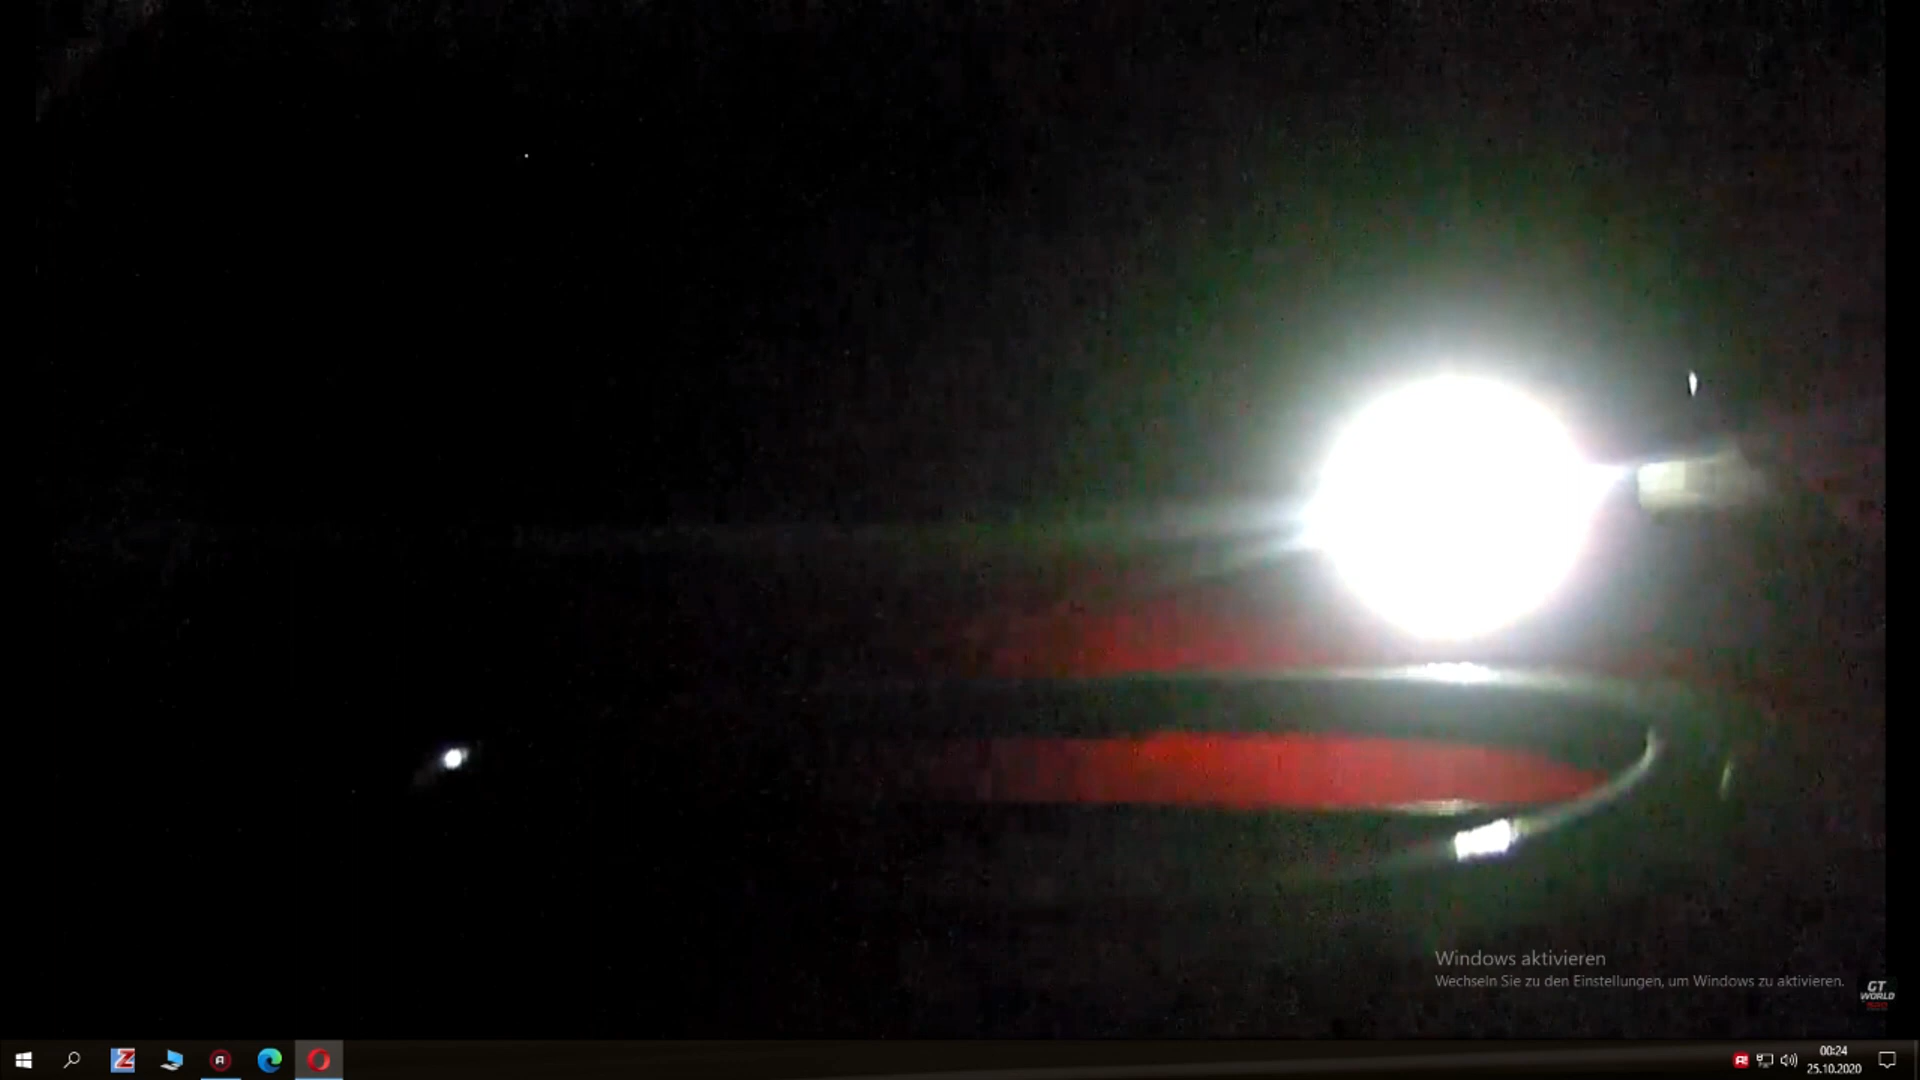 Windows aktivieren
Wechseln Sie zu den Einstellungen, um Windows zu aktivieren.
GT
WORLD
00:24
25.10.2020